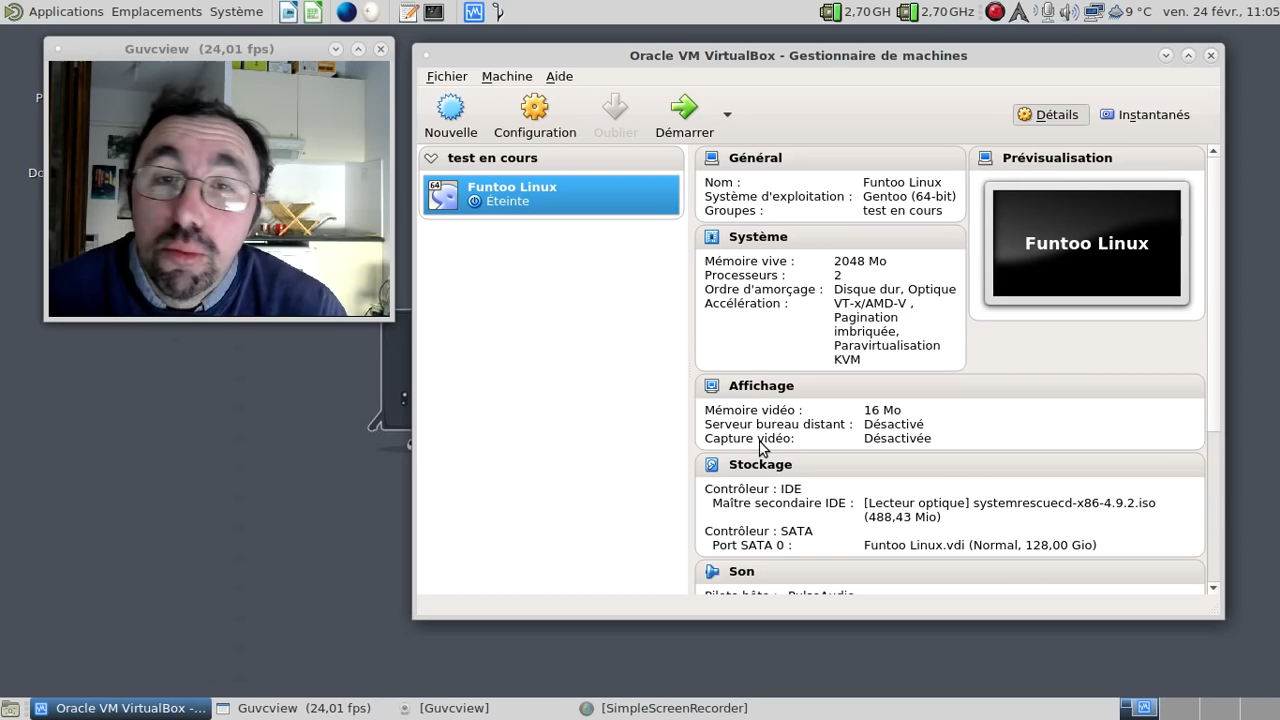 Applications Emplacements Système
2,70 GH 2,70 GHz 9 °C ven. 24 févr., 11:05
Guvcview (24,01 fps)
Oracle VM VirtualBox - Gestionnaire de machines
Fichier Machine Aide
Nouvelle Configuration Oublier Démarrer
Détails Instantanés
test en cours
64
Funtoo Linux
Éteinte
Général
Nom : Funtoo Linux
Système d'exploitation : Gentoo (64-bit)
Groupes : test en cours
Prévisualisation
Funtoo Linux
Système
Mémoire vive : 2048 Mo
Processeurs : 2
Ordre d'amorçage : Disque dur, Optique
Accélération : VT-x/AMD-V ,
Pagination
imbriquée,
Paravirtualisation
KVM
Affichage
Mémoire vidéo : 16 Mo
Serveur bureau distant : Désactivé
Capture vidéo: Désactivée
Stockage
Contrôleur : IDE
Maître secondaire IDE : [Lecteur optique] systemrescuecd-x86-4.9.2.iso
(488,43 Mio)
Contrôleur : SATA
Port SATA 0 : Funtoo Linux.vdi (Normal, 128,00 Gio)
Son
Oracle VM VirtualBox -... Guvcview (24,01 fps) [Guvcview] [SimpleScreenRecorder]